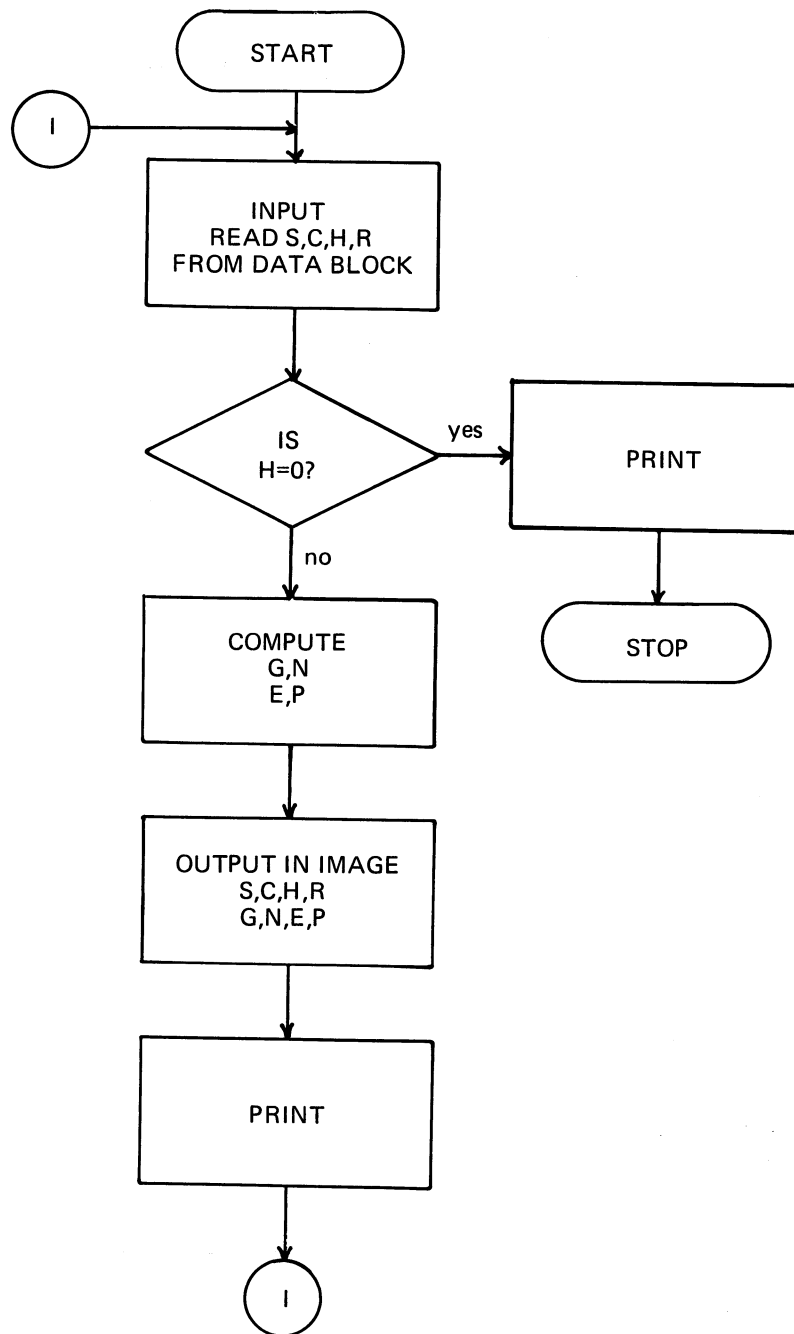 START
I
INPUT
READ S,C,H,R
FROM DATA BLOCK
IS
H=0?
yes
PRINT
no
STOP
COMPUTE
G,N
E,P
OUTPUT IN IMAGE
S,C,H,R
G,N,E,P
PRINT
I